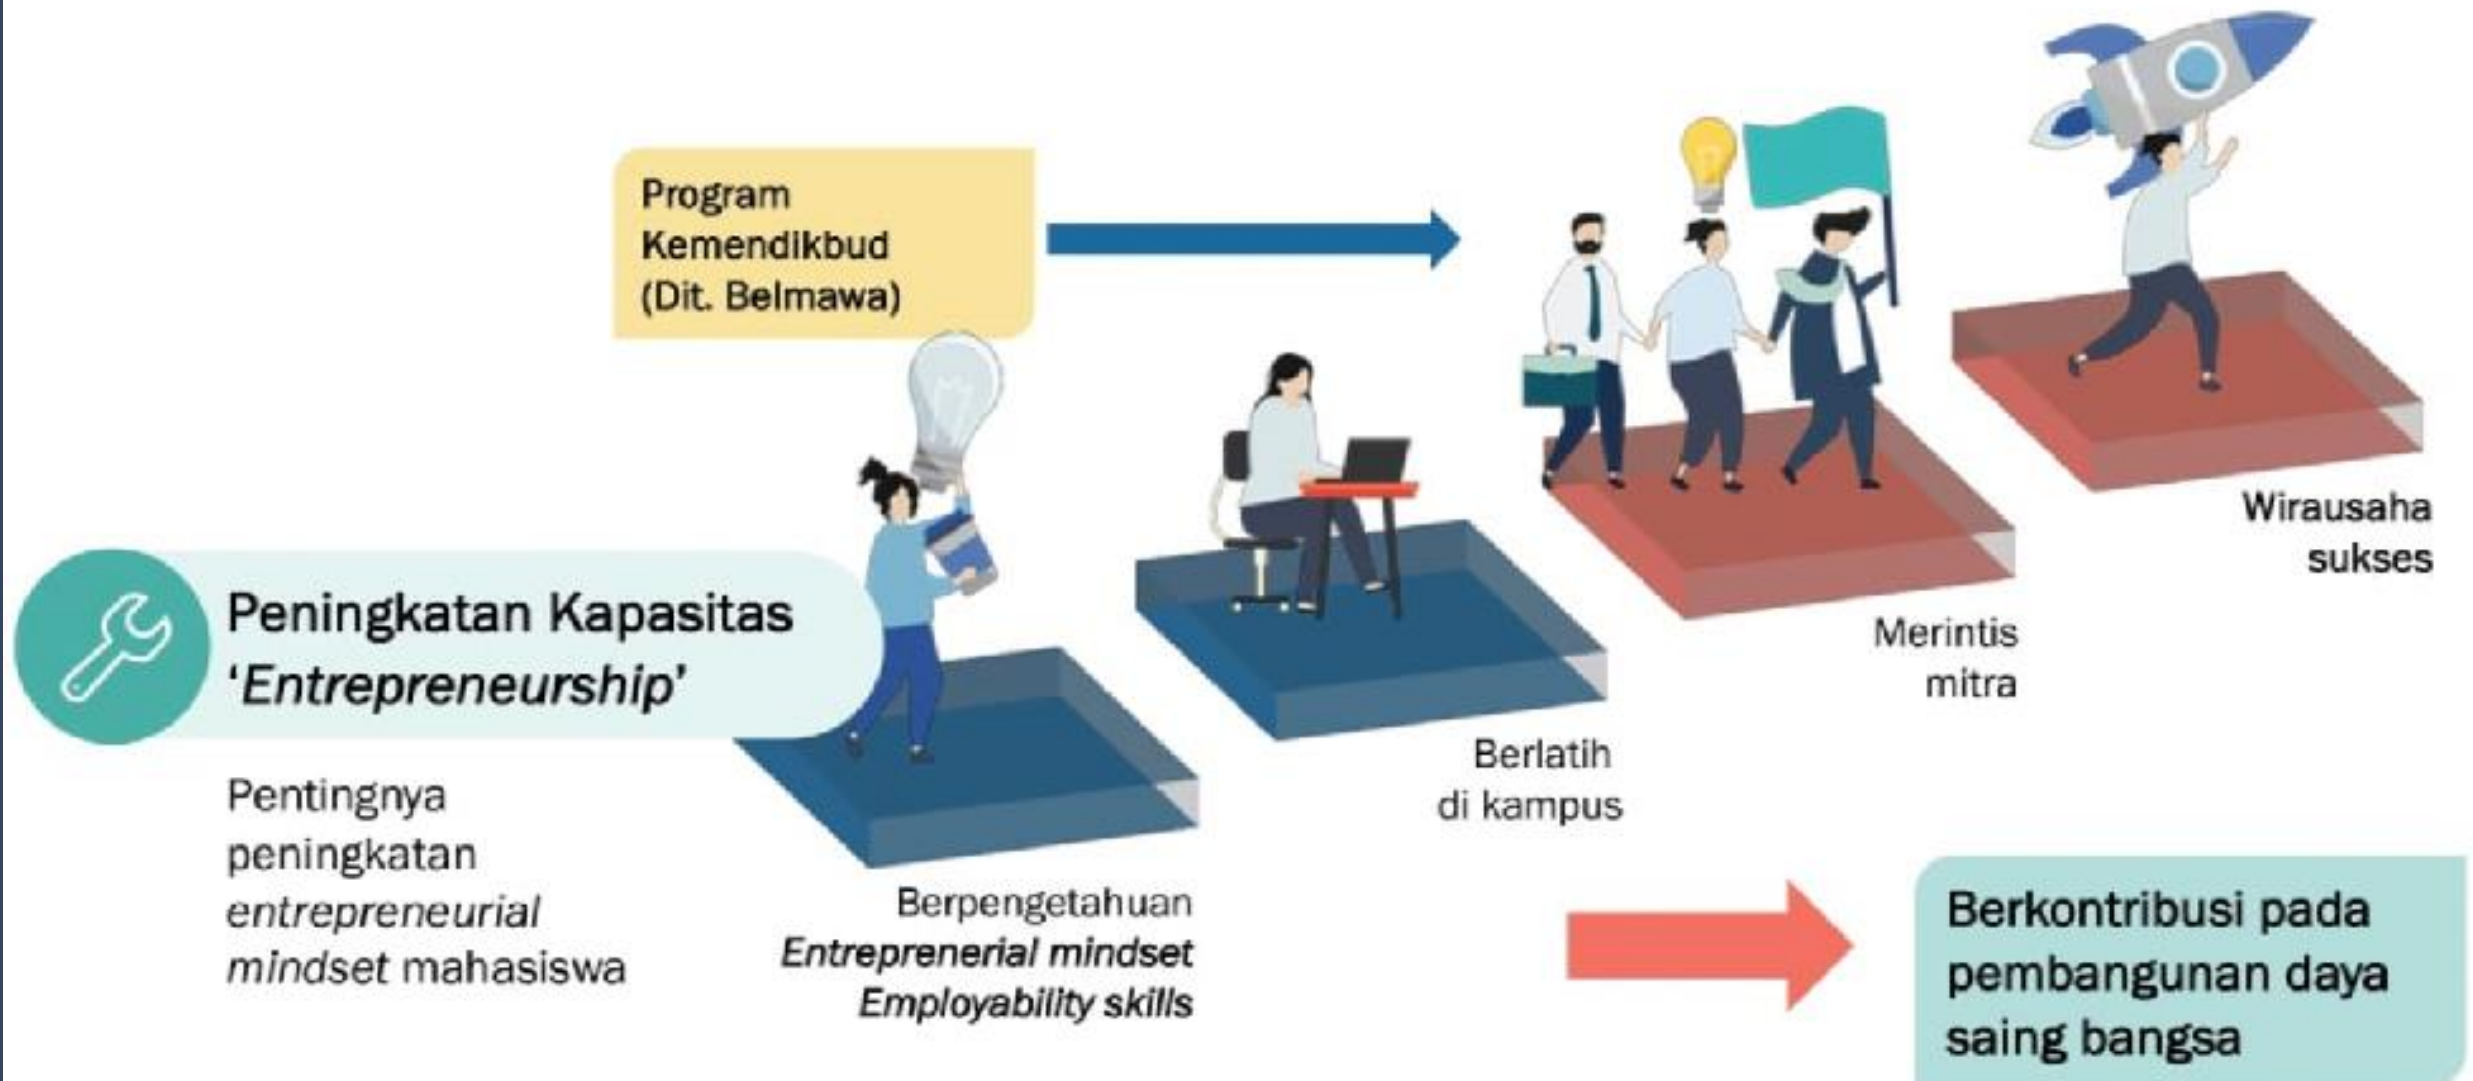 Program
Kemendikbud
(Dit. Belmawa)
Peningkatan Kapasitas
‘Entrepreneurship’
Pentingnya
peningkatan
entrepreneurial
mindset mahasiswa
Berpengetahuan
Entreprenerial mindset
Employability skills
Berlatih
di kampus
Merintis
mitra
Wirausaha
sukses
Berkontribusi pada
pembangunan daya
saing bangsa